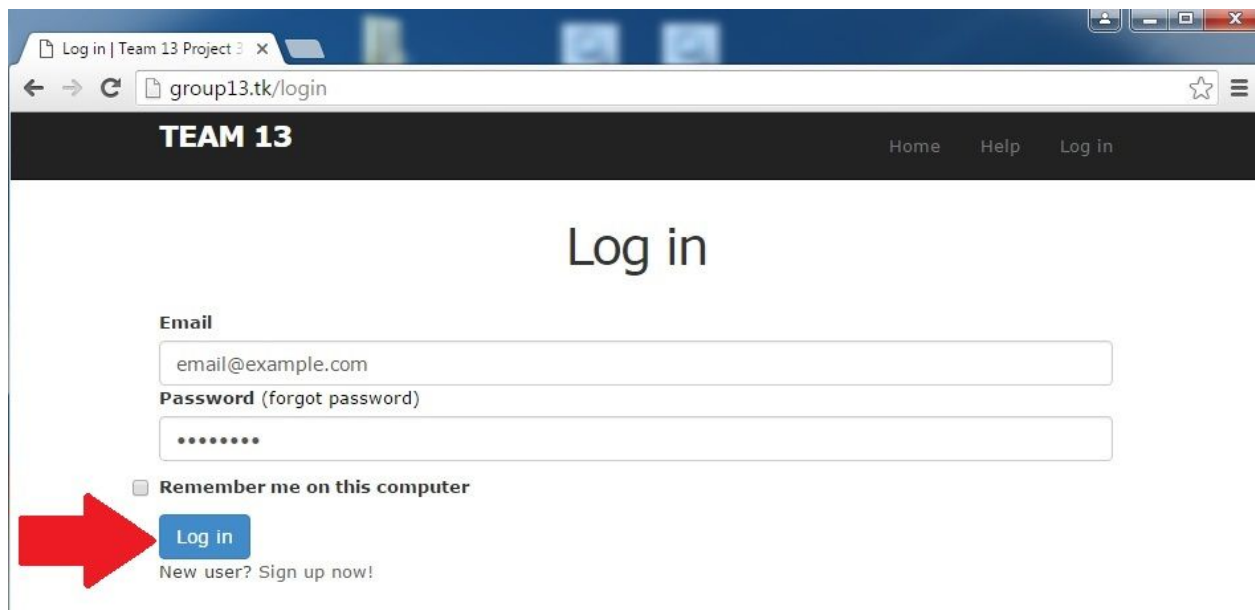 Log in | Team 13 Project 3
group13.tk/login
TEAM 13
Home Help Log in
Log in
Email
email@example.com
Password (forgot password)
••••••••
Remember me on this computer
Log in
New user? Sign up now!